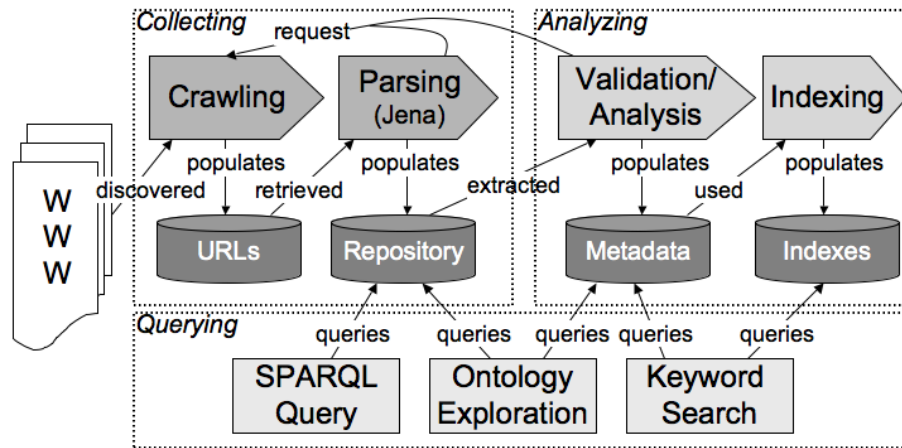 Collecting
Analyzing
request
Crawling
Parsing
(Jena)
Validation/
Analysis
Indexing
populates
populates
populates
populates
discovered
retrieved
extracted
used
W
W
W
URLs
Repository
Metadata
Indexes
Querying
queries
queries
queries
queries
queries
SPARQL
Query
Ontology
Exploration
Keyword
Search